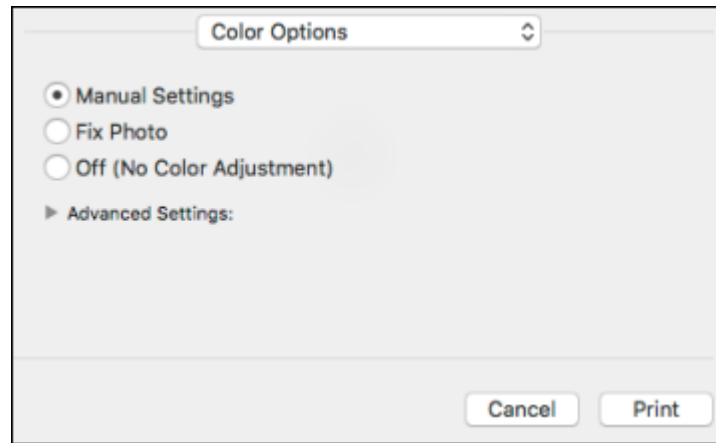 Color Options
Manual Settings
Fix Photo
Off (No Color Adjustment)
Advanced Settings:
Cancel Print